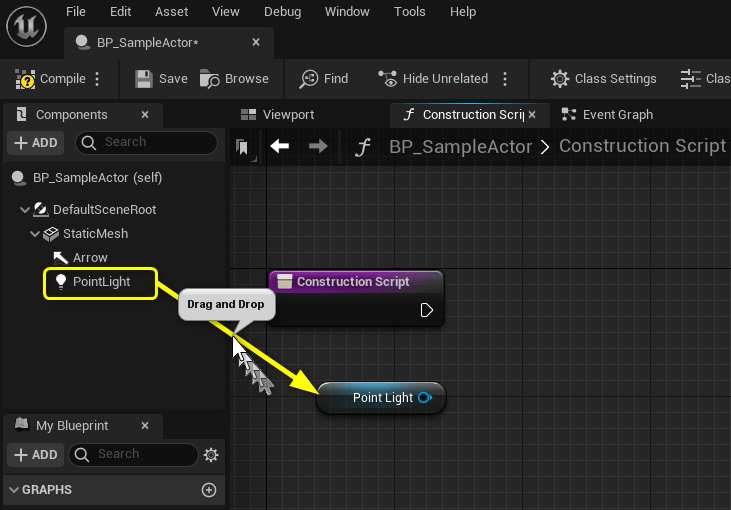 File Edit Asset View Debug Window Tools Help
BP_SampleActor*
Compile Save Browse Find Hide Unrelated Class Settings Clas
Components Viewport Construction Scrip Event Graph
ADD Search
BP_SampleActor Construction Script
BP_SampleActor (self)
DefaultSceneRoot
StaticMesh
Arrow
PointLight
Construction Script
Drag and Drop
Point Light
My Blueprint
ADD Search
GRAPHS